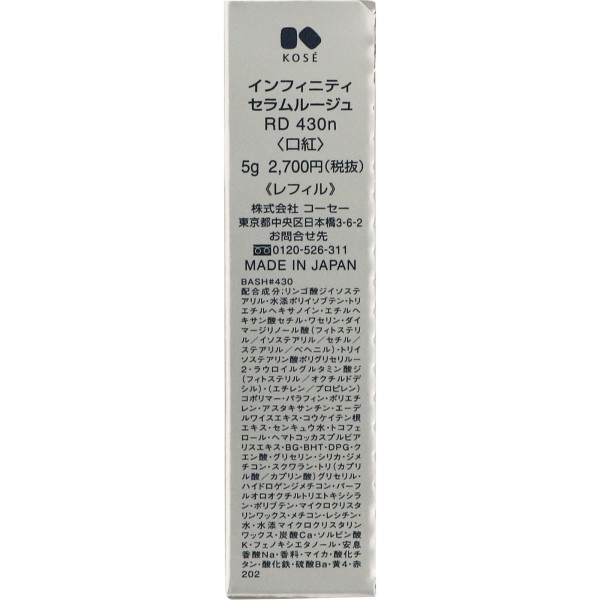 KOSÉ
インフィニティ
セラムルージュ
RD 430n
〈口紅〉
5g 2,700円(税抜)
《レフィル》
株式会社 コーセー
東京都中央区日本橋3-6-2
お問合せ先
0120-526-311
MADE IN JAPAN
BASH#430
配合成分:リンゴ酸ジイソステ
アリル・水添ポリイソブテン・トリ
エチルヘキサノイン・エチルヘ
キサン酸セチル・ワセリン・ダイ
マージリノール酸(フィトステリ
ル/イソステアリル/セチル/
ステアリル/ベヘニル)・トリイ
ソステアリン酸ポリグリセリル-
2・ラウロイルグルタミン酸ジ
(フィトステリル/オクチルドデ
シル)・(エチレン/プロピレン)
コポリマー・パラフィン・ポリエチ
レン・アスタキサンチン・エーデ
ルワイスエキス・コウケイテン根
エキス・センキュウ水・トコフェ
ロール・ヘマトコッカスプルビア
リスエキス・BG・BHT・DPG・ク
エン酸・グリセリン・シリカ・ジメ
チコン・スクワラン・トリ(カプリ
ル酸/カプリン酸)グリセリル・
ハイドロゲンジメチコン・パーフ
ルオロオクチルトリエトキシシラ
ン・ポリブテン・マイクロクリスタ
リンワックス・メチコン・レシチン・
水・水添マイクロクリスタリン
ワックス・炭酸Ca・ソルビン酸
K・フェノキシエタノール・安息
香酸Na・香料・マイカ・酸化チ
タン・酸化鉄・硫酸Ba・黄4・赤
202